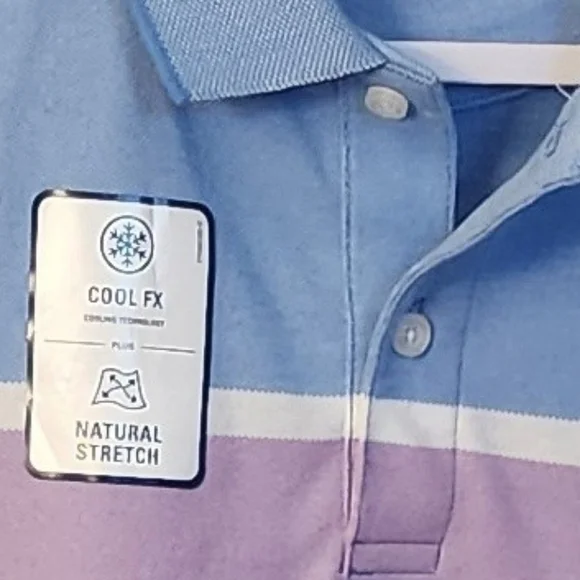 COOL FX
COOLING TECHNOLOGY
PLUS
NATURAL
STRETCH